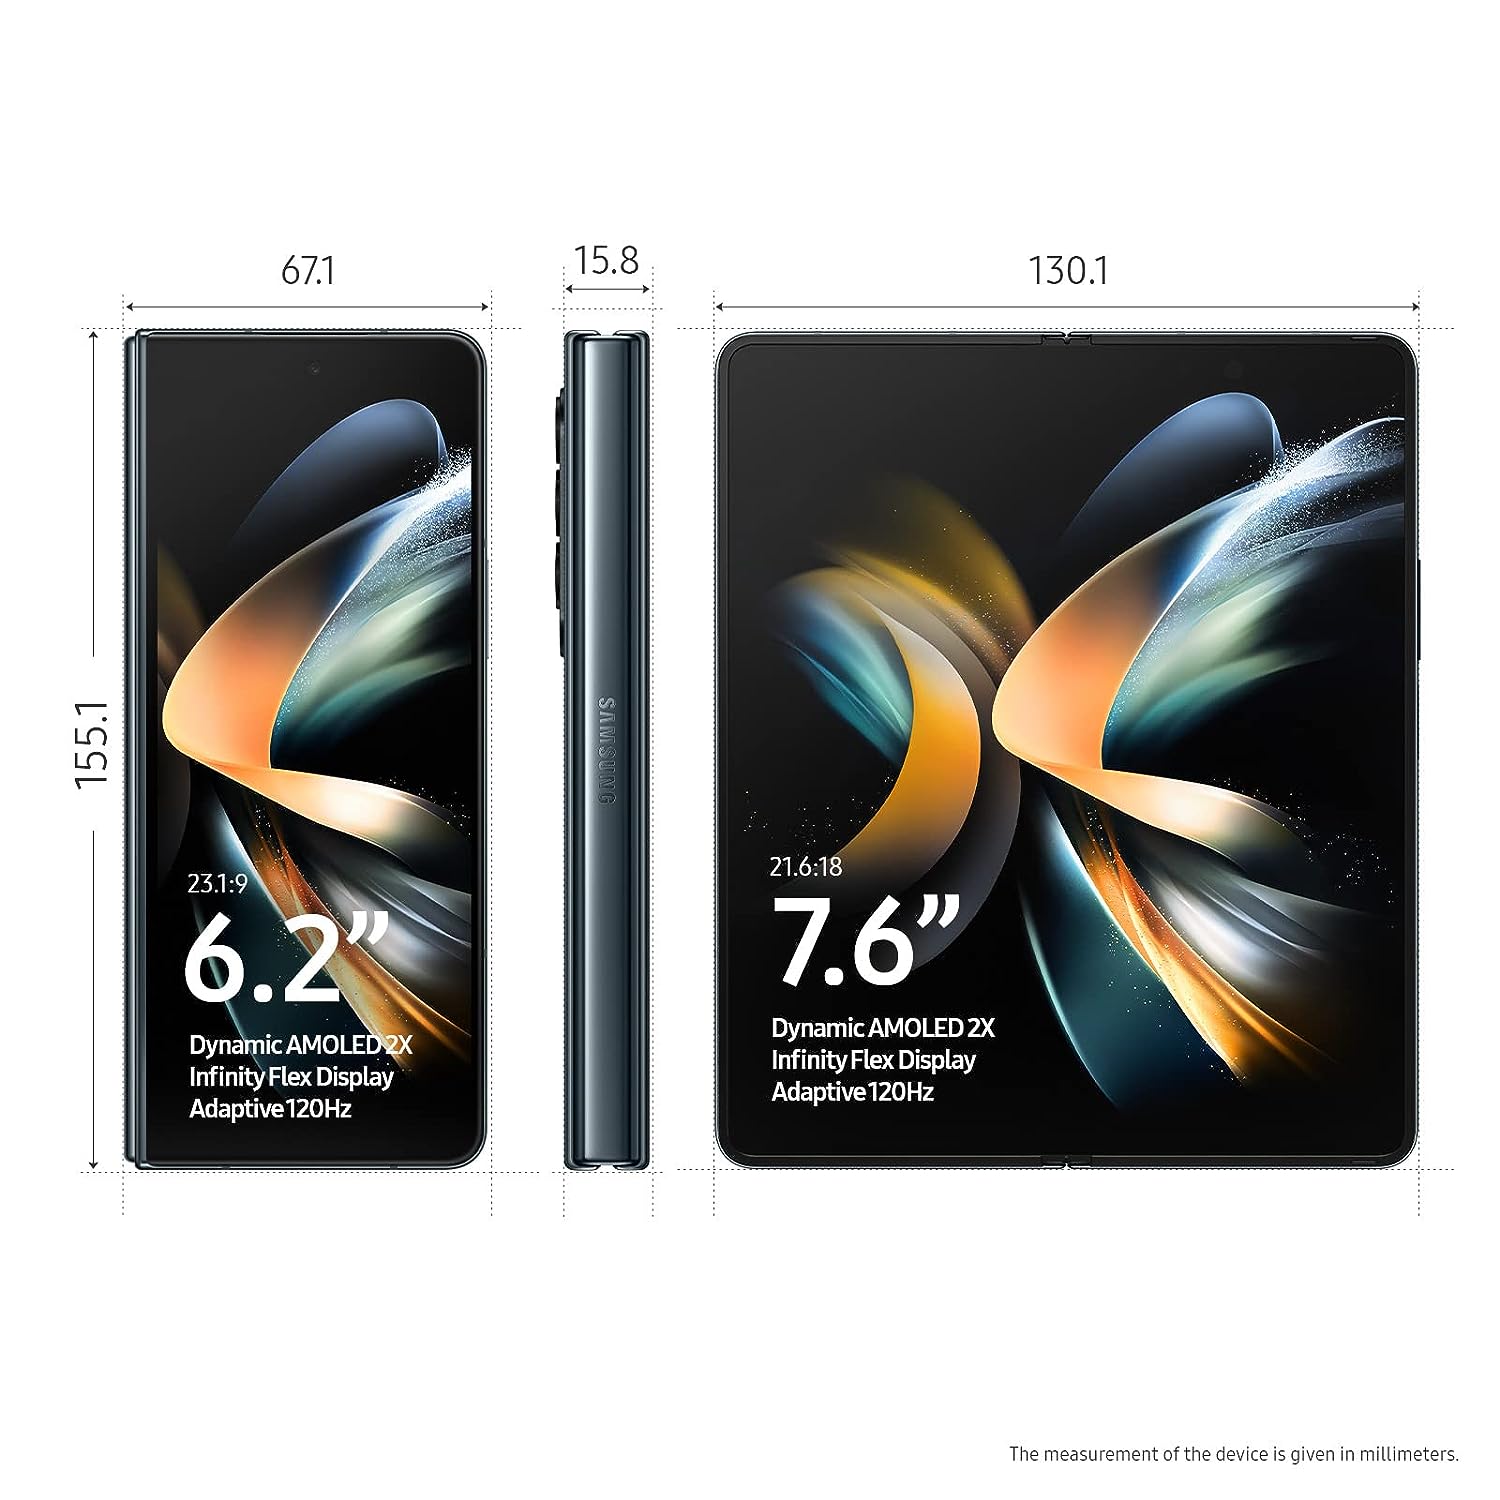 67.1
15.8
130.1
155.1
SAMSUNG
23.1:9
6.2”
Dynamic AMOLED 2X
Infinity Flex Display
Adaptive 120Hz
21.6:18
7.6”
Dynamic AMOLED 2X
Infinity Flex Display
Adaptive 120Hz
The measurement of the device is given in millimeters.